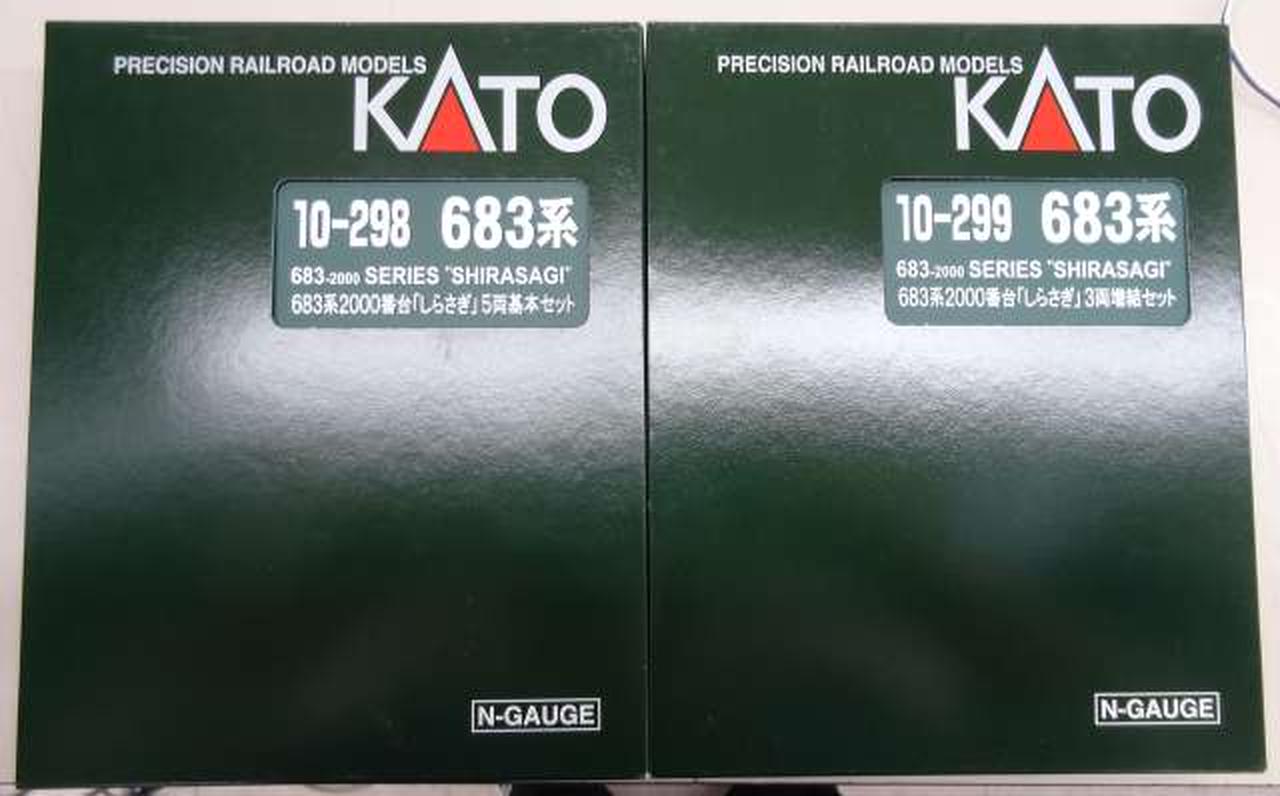 PRECISION RAILROAD MODELS
KATO
10-298 683系
683-2000 SERIES "SHIRASAGI"
683系2000番台「しらさぎ」5両基本セット
N-GAUGE
PRECISION RAILROAD MODELS
KATO
10-299 683系
683-2000 SERIES "SHIRASAGI"
683系2000番台「しらさぎ」3両増結セット
N-GAUGE